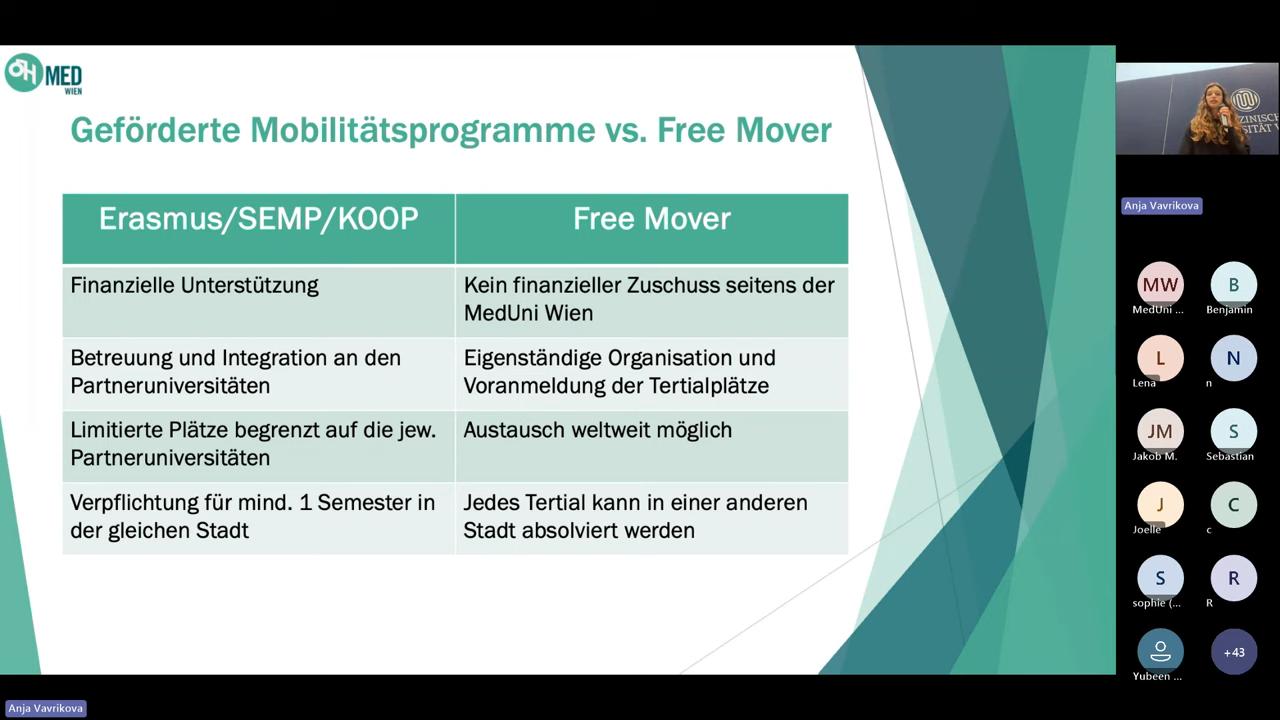 ÖH MED
WIEN
Geförderte Mobilitätsprogramme vs. Free Mover
Erasmus/SEMP/KOOP
Free Mover
Finanzielle Unterstützung
Kein finanzieller Zuschuss seitens der
MedUni Wien
Betreuung und Integration an den
Partneruniversitäten
Eigenständige Organisation und
Voranmeldung der Tertialplätze
Limitierte Plätze begrenzt auf die jew.
Partneruniversitäten
Austausch weltweit möglich
Verpflichtung für mind. 1 Semester in
der gleichen Stadt
Jedes Tertial kann in einer anderen
Stadt absolviert werden
ZINISCH
SITÄT
Anja Vavrikova
MW
MedUni ...
B
Benjamin
L
Lena
N
n
JM
Jakob M.
S
Sebastian
J
Joelle
C
c
S
sophie (...
R
R
Yubeen ...
+43
Anja Vavrikova